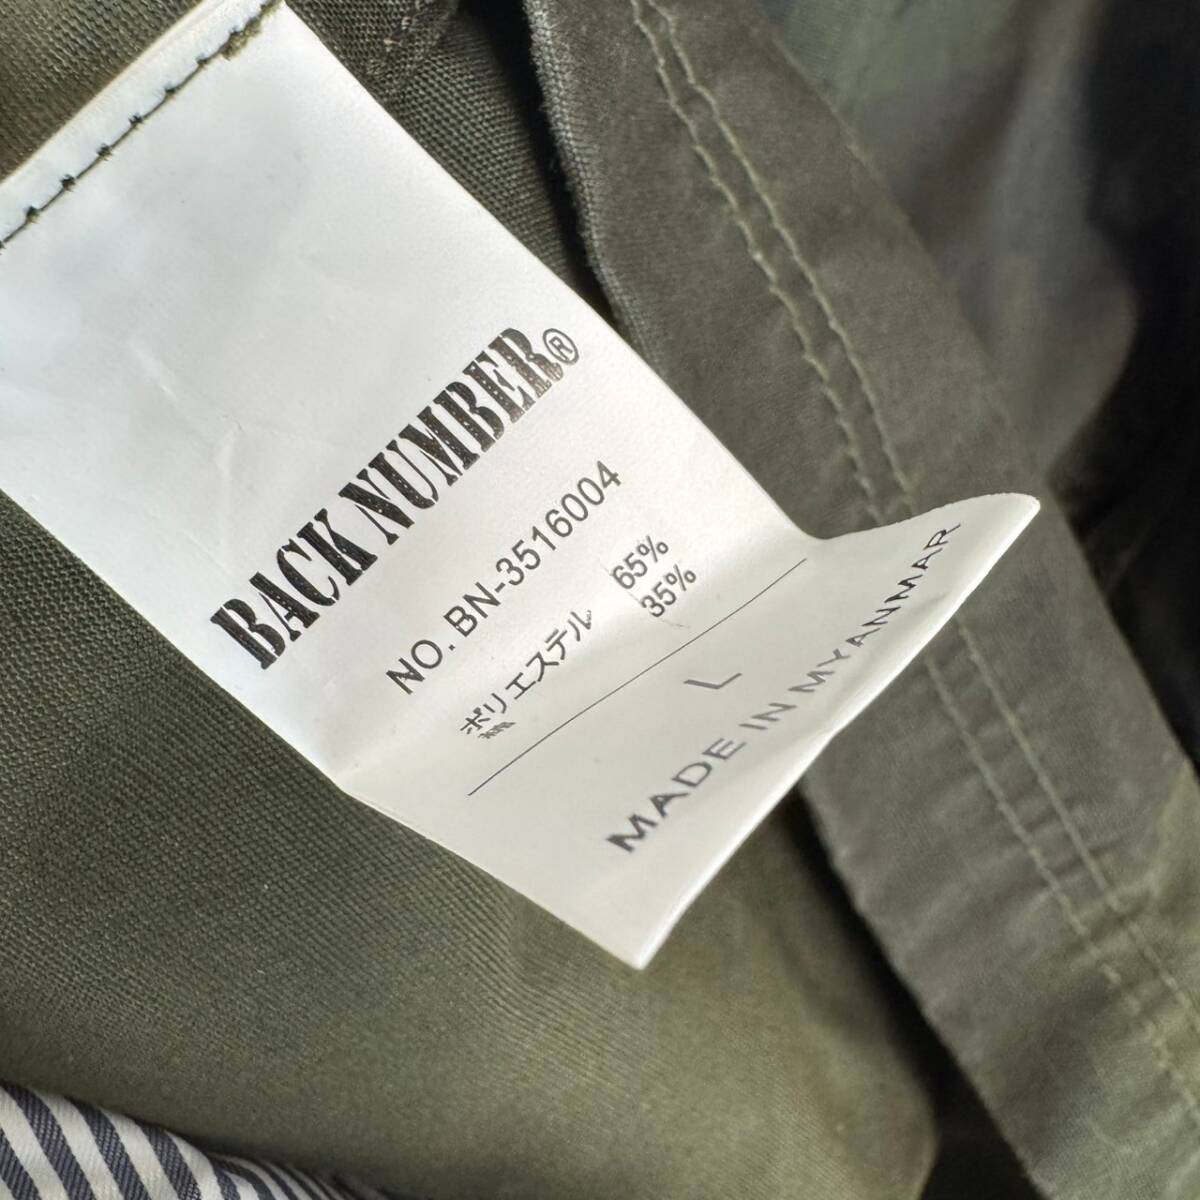 BACK NUMBER®
NO. BN-3516004
ポリエステル 65%
綿 35%
L
MADE IN MYANMAR